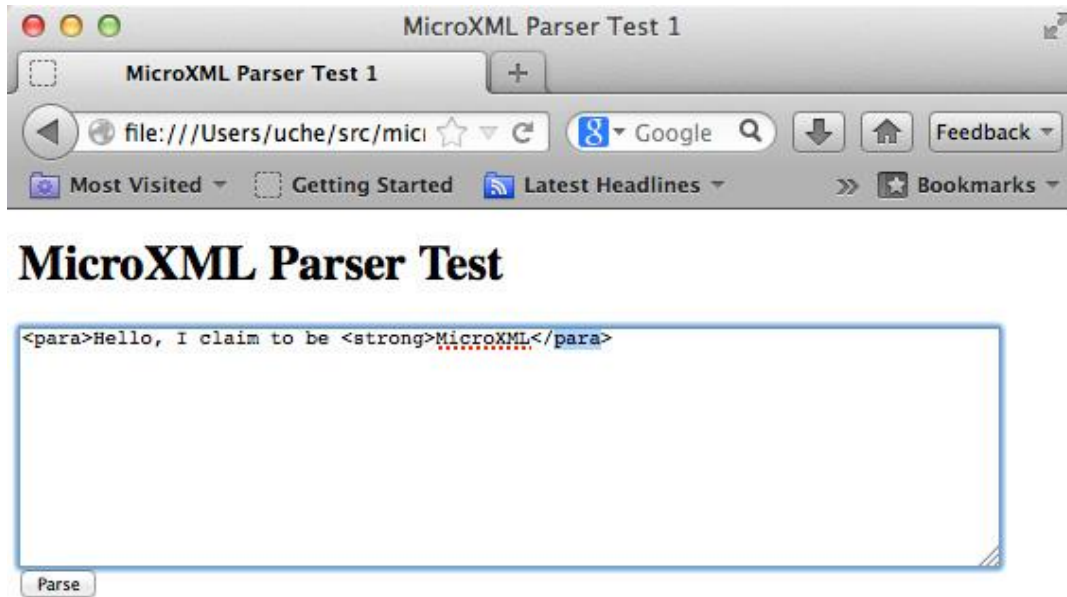 MicroXML Parser Test 1
MicroXML Parser Test 1
file:///Users/uche/src/micr
Google
Feedback
Most Visited
Getting Started
Latest Headlines
Bookmarks
MicroXML Parser Test
<para>Hello, I claim to be <strong>MicroXML</para>
Parse